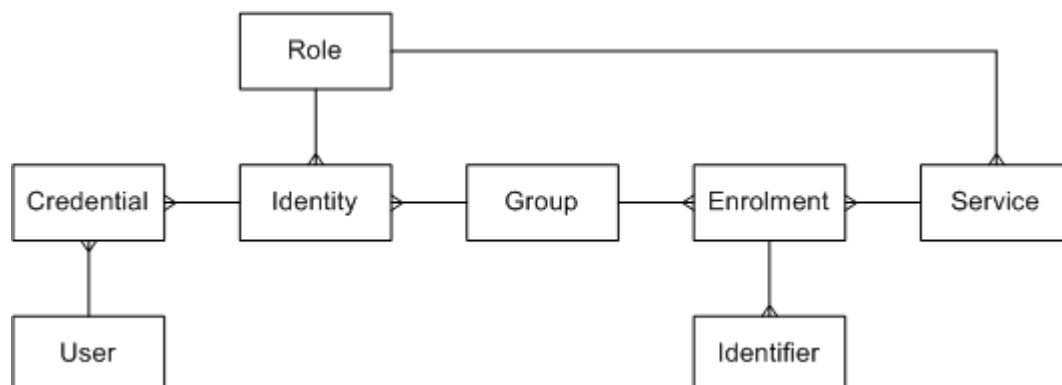 Role
Credential
Identity
Group
Enrolment
Service
User
Identifier